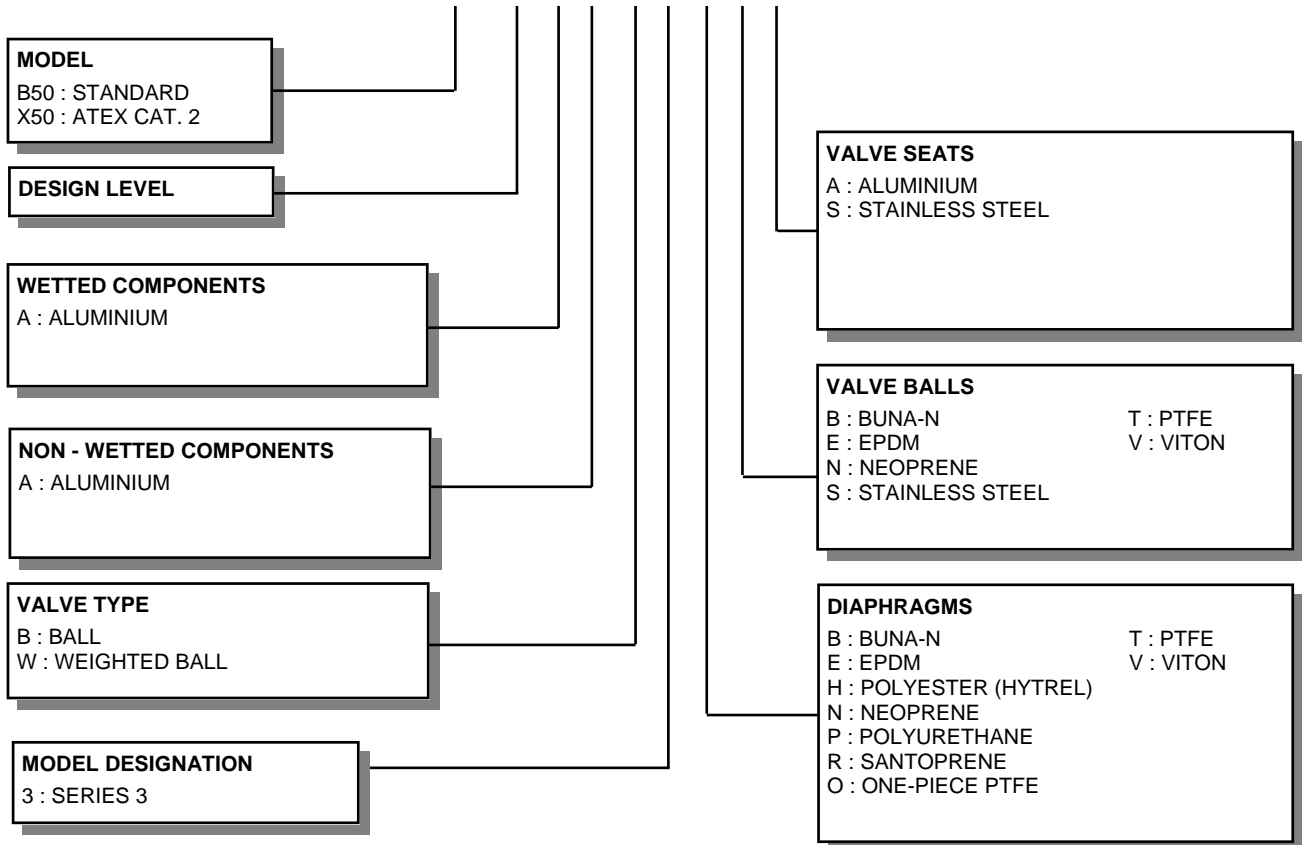 MODEL
B50 : STANDARD
X50 : ATEX CAT. 2
DESIGN LEVEL
WETTED COMPONENTS
A : ALUMINIUM
NON - WETTED COMPONENTS
A : ALUMINIUM
VALVE TYPE
B : BALL
W : WEIGHTED BALL
MODEL DESIGNATION
3 : SERIES 3
VALVE SEATS
A : ALUMINIUM
S : STAINLESS STEEL
VALVE BALLS
B : BUNA-N T : PTFE
E : EPDM V : VITON
N : NEOPRENE
S : STAINLESS STEEL
DIAPHRAGMS
B : BUNA-N T : PTFE
E : EPDM V : VITON
H : POLYESTER (HYTREL)
N : NEOPRENE
P : POLYURETHANE
R : SANTOPRENE
O : ONE-PIECE PTFE